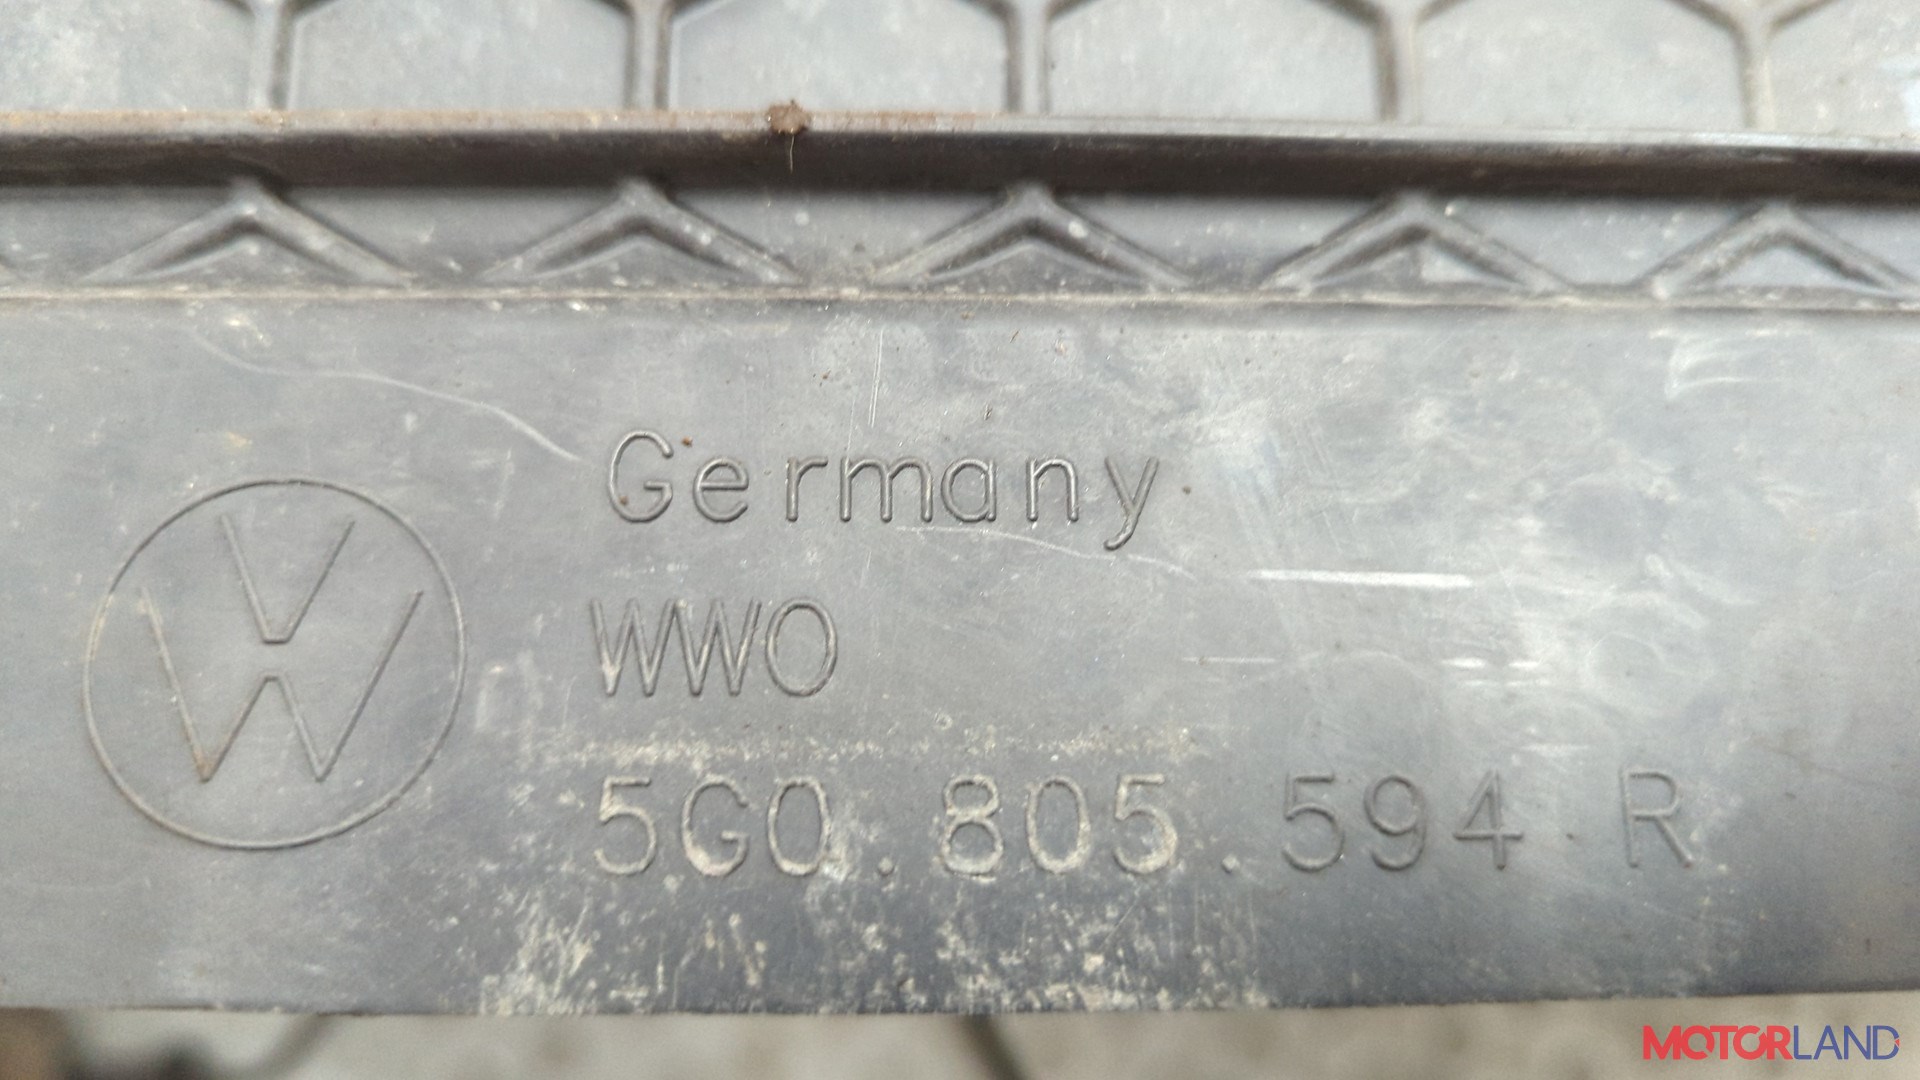 Germany
WWO
5G0.805.594 R
MOTORLAND